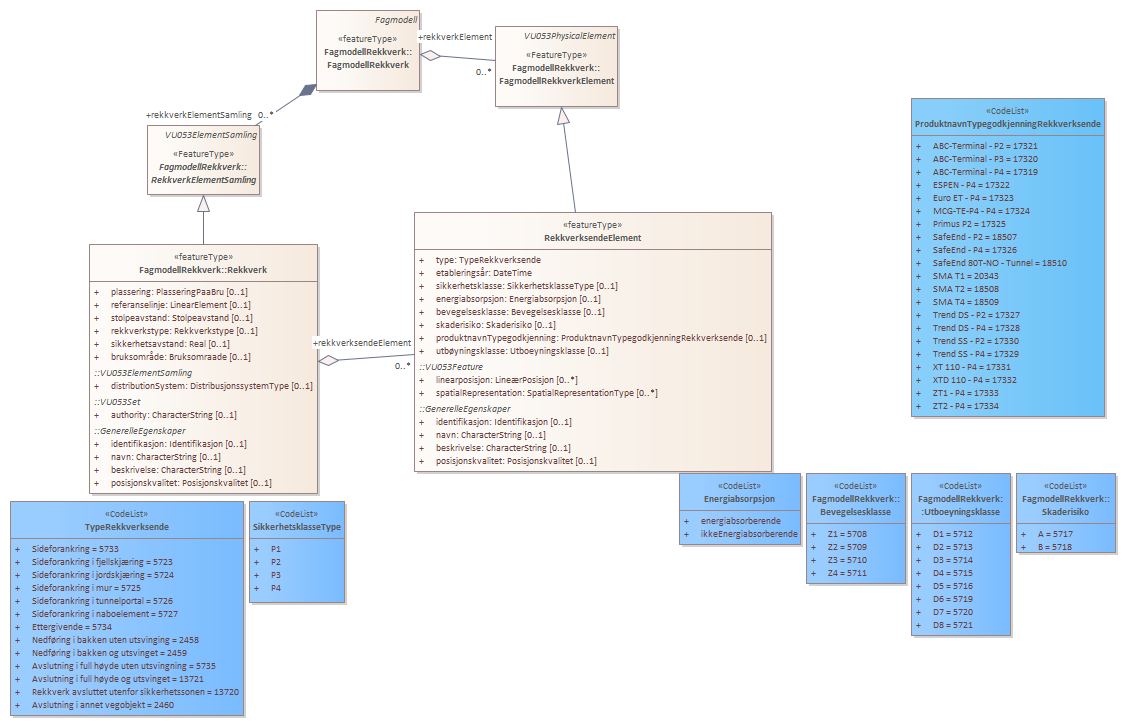 Fagmodell
«featureType»
FagmodellRekkverk::
FagmodellRekkverk
+rekkverkElement
0..*
VU053PhysicalElement
«FeatureType»
FagmodellRekkverk::
FagmodellRekkverkElement
+rekkverkElementSamling
0..*
VU053ElementSamling
«FeatureType»
FagmodellRekkverk::
RekkverkElementSamling
«featureType»
FagmodellRekkverk::Rekkverk
+ plassering: PlasseringPaaBru [0..1]
+ referanselinje: LinearElement [0..1]
+ stolpeavstand: Stolpeavstand [0..1]
+ rekkverkstype: Rekkverkstype [0..1]
+ sikkerhetsavstand: Real [0..1]
+ bruksområde: Bruksomraade [0..1]
::VU053ElementSamling
+ distributionSystem: DistribusjonssystemType [0..1]
::VU053Set
+ authority: CharacterString [0..1]
::GenerelleEgenskaper
+ identifikasjon: Identifikasjon [0..1]
+ navn: CharacterString [0..1]
+ beskrivelse: CharacterString [0..1]
+ posisjonskvalitet: Posisjonskvalitet [0..1]
+rekkverksendeElement
0..*
«featureType»
RekkverksendeElement
+ type: TypeRekkverksende
+ etableringsår: DateTime
+ sikkerhetsklasse: SikkerhetsklasseType [0..1]
+ energiabsorpsjon: Energiabsorpsjon [0..1]
+ bevegelsesklasse: Bevegelsesklasse [0..1]
+ skaderisiko: Skaderisiko [0..1]
+ produktnavnTypegodkjenning: ProduktnavnTypegodkjenningRekkverksende [0..1]
+ utbøyningsklasse: Utboeyningsklasse [0..1]
::VU053Feature
+ linearposisjon: LineærPosisjon [0..*]
+ spatialRepresentation: SpatialRepresentationType [0..*]
::GenerelleEgenskaper
+ identifikasjon: Identifikasjon [0..1]
+ navn: CharacterString [0..1]
+ beskrivelse: CharacterString [0..1]
+ posisjonskvalitet: Posisjonskvalitet [0..1]
«CodeList»
ProduktnavnTypegodkjenningRekkverksende
+ ABC-Terminal - P2 = 17321
+ ABC-Terminal - P3 = 17320
+ ABC-Terminal - P4 = 17319
+ ESPEN - P4 = 17322
+ Euro ET - P4 = 17323
+ MCG-TE-P4 - P4 = 17324
+ Primus P2 = 17325
+ SafeEnd - P2 = 18507
+ SafeEnd - P4 = 17326
+ SafeEnd 80T-NO - Tunnel = 18510
+ SMA T1 = 20343
+ SMA T2 = 18508
+ SMA T4 = 18509
+ Trend DS - P2 = 17327
+ Trend DS - P4 = 17328
+ Trend SS - P2 = 17330
+ Trend SS - P4 = 17329
+ XT 110 - P4 = 17331
+ XTD 110 - P4 = 17332
+ ZT1 - P4 = 17333
+ ZT2 - P4 = 17334
«CodeList»
TypeRekkverksende
+ Sideforankring = 5733
+ Sideforankring i fjellskjæring = 5723
+ Sideforankring i jordskjæring = 5724
+ Sideforankring i mur = 5725
+ Sideforankring i tunnelportal = 5726
+ Sideforankring i naboelement = 5727
+ Ettergivende = 5734
+ Nedføring i bakken uten utsvinging = 2458
+ Nedføring i bakken og utsvinget = 2459
+ Avslutning i full høyde uten utsvingning = 5735
+ Avslutning i full høyde og utsvinget = 13721
+ Rekkverk avsluttet utenfor sikkerhetssonen = 13720
+ Avslutning i annet vegobjekt = 2460
«CodeList»
SikkerhetsklasseType
+ P1
+ P2
+ P3
+ P4
«CodeList»
Energiabsorpsjon
+ energiabsorberende
+ ikkeEnergiabsorberende
«CodeList»
FagmodellRekkverk::
Bevegelsesklasse
+ Z1 = 5708
+ Z2 = 5709
+ Z3 = 5710
+ Z4 = 5711
«CodeList»
FagmodellRekkverk:
:Utboeyningsklasse
+ D1 = 5712
+ D2 = 5713
+ D3 = 5714
+ D4 = 5715
+ D5 = 5716
+ D6 = 5719
+ D7 = 5720
+ D8 = 5721
«CodeList»
FagmodellRekkverk::
Skaderisiko
+ A = 5717
+ B = 5718